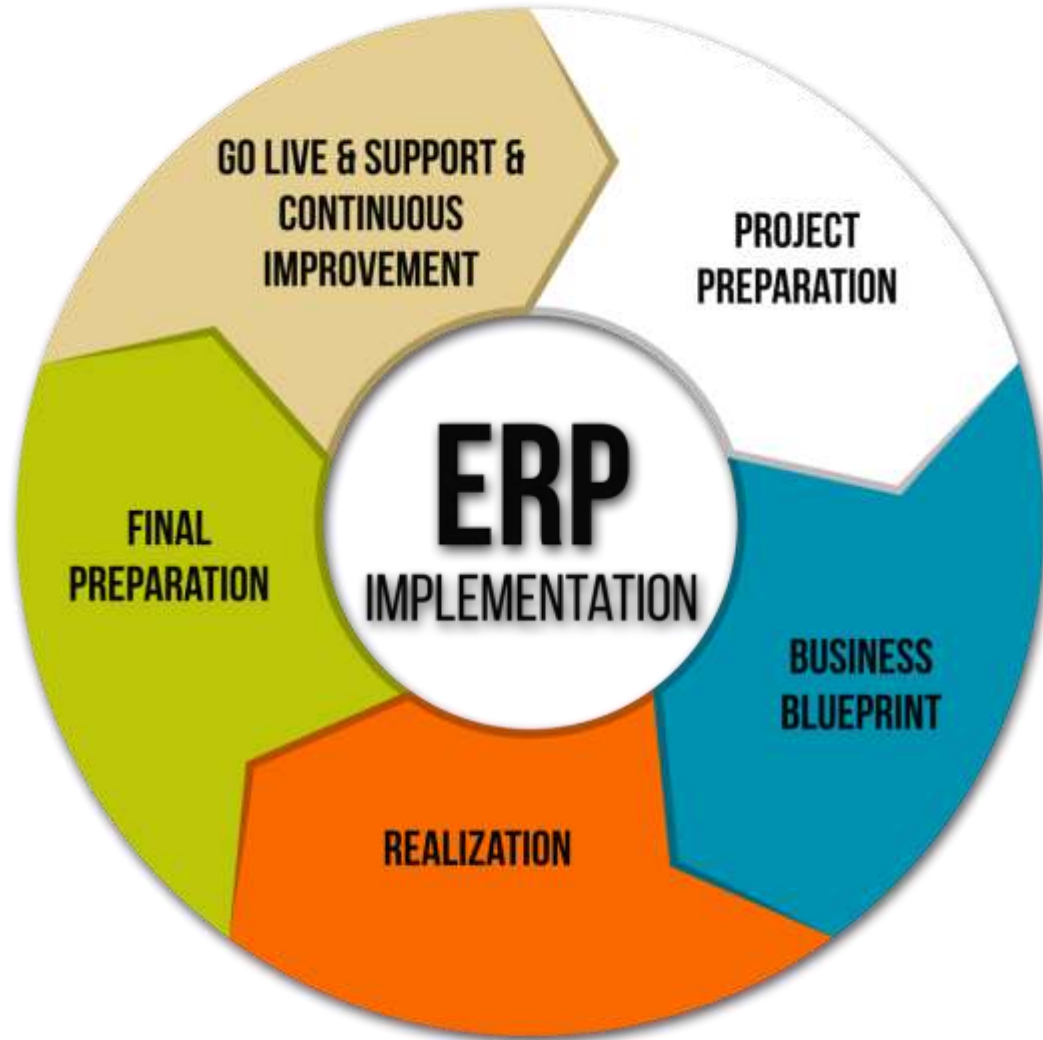 GO LIVE & SUPPORT &
CONTINUOUS
IMPROVEMENT
PROJECT
PREPARATION
ERP
IMPLEMENTATION
FINAL
PREPARATION
BUSINESS
BLUEPRINT
REALIZATION